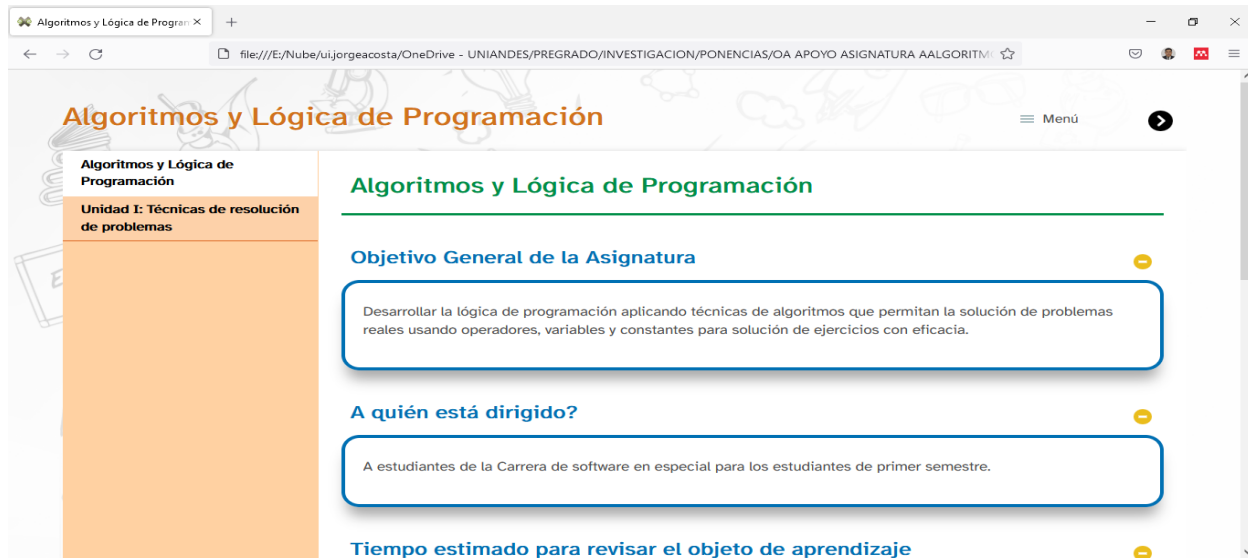 Algoritmos y Lógica de Program
file:///E:/Nube/ui.jorgeacosta/OneDrive - UNIANDES/PREGRADO/INVESTIGACION/PONENCIAS/OA APOYO ASIGNATURA AALGORITMO
Algoritmos y Lógica de Programación
Menú
Algoritmos y Lógica de
Programación
Unidad I: Técnicas de resolución
de problemas
Algoritmos y Lógica de Programación
Objetivo General de la Asignatura
Desarrollar la lógica de programación aplicando técnicas de algoritmos que permitan la solución de problemas
reales usando operadores, variables y constantes para solución de ejercicios con eficacia.
A quién está dirigido?
A estudiantes de la Carrera de software en especial para los estudiantes de primer semestre.
Tiempo estimado para revisar el objeto de aprendizaje